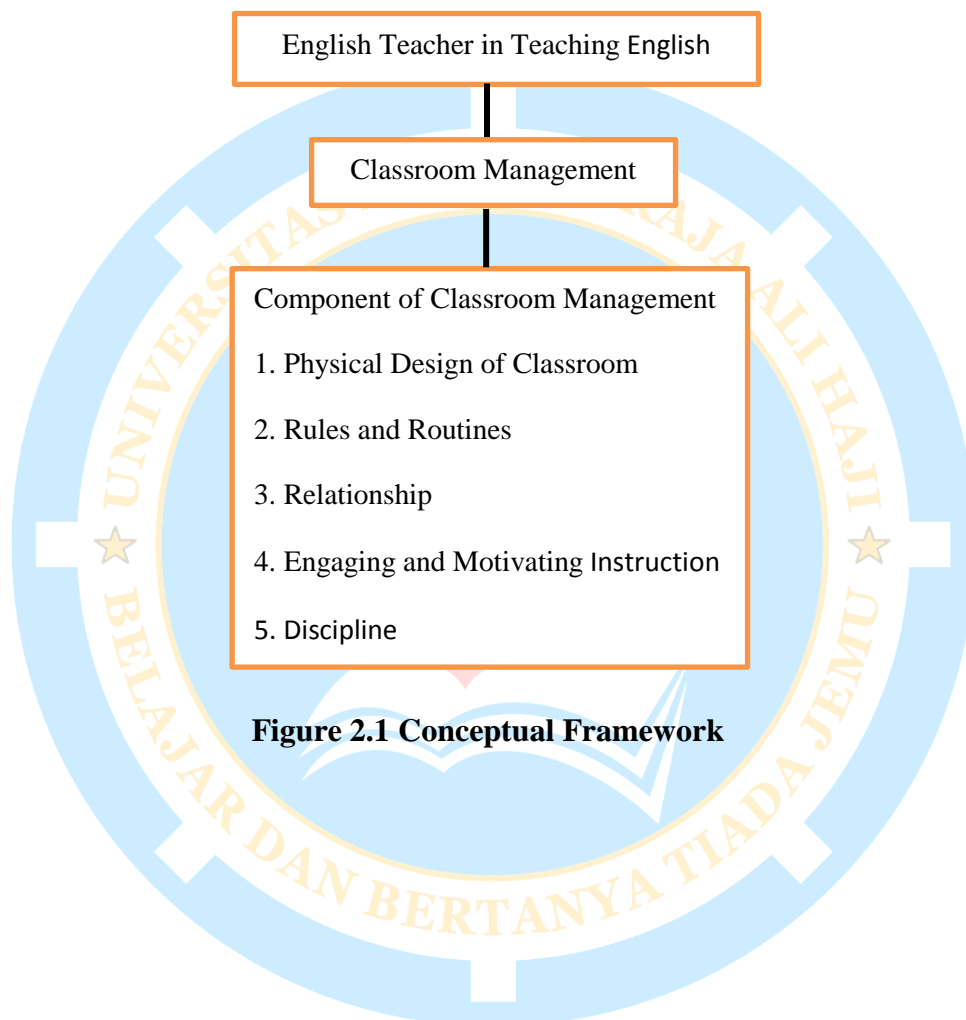 English Teacher in Teaching English
Classroom Management
Component of Classroom Management
1. Physical Design of Classroom
2. Rules and Routines
3. Relationship
4. Engaging and Motivating Instruction
5. Discipline
Figure 2.1 Conceptual Framework
UNIVERSITAS RAJA ALI HAJI
BELAJAR DAN BERTANYA TIADA JEMU